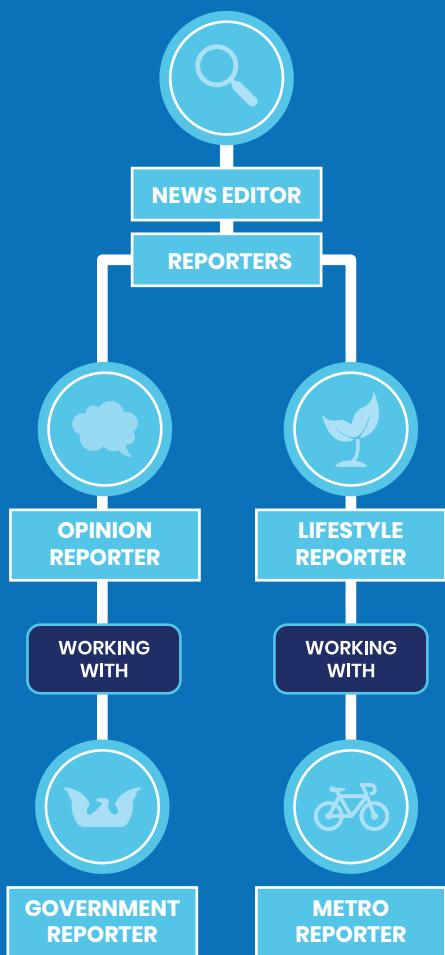 NEWS EDITOR
REPORTERS
OPINION
REPORTER
LIFESTYLE
REPORTER
WORKING
WITH
WORKING
WITH
GOVERNMENT
REPORTER
METRO
REPORTER